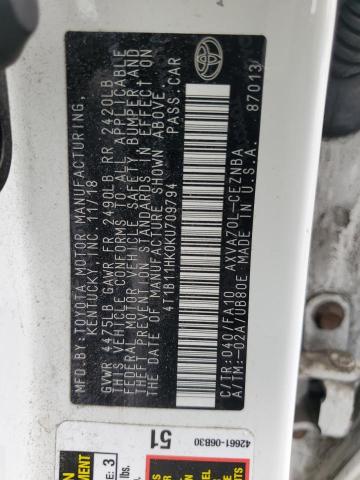 MFD. BY: TOYOTA MOTOR MANUFACTURING,
KENTUCKY, INC. 11/18
GVWR 4475LB GAWR FR 2490LB RR 2420LB
THIS VEHICLE CONFORMS TO ALL APPLICABLE
FEDERAL MOTOR VEHICLE SAFETY, BUMPER, AND
THEFT PREVENTION STANDARDS IN EFFECT ON
THE DATE OF MANUFACTURE SHOWN ABOVE.
4T1B11HK0KU709794 PASS. CAR
C/TR:040/FA10 AXVA70L-CEZNBA
A/TM:-02A/UB80E MADE IN U.S.A.
87013
TOYOTA
42661-06B30
51
3
lbs.